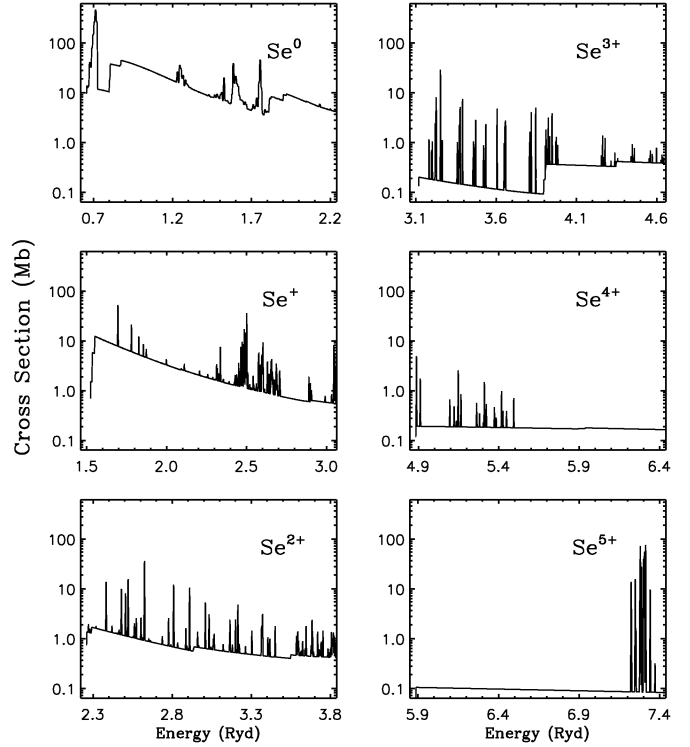 Cross Section (Mb)
Se⁰
100
10
1.0
0.1
0.7 1.2 1.7 2.2
Se³⁺
100
10
1.0
0.1
3.1 3.6 4.1 4.6
Se⁺
100
10
1.0
0.1
1.5 2.0 2.5 3.0
Se⁴⁺
100
10
1.0
0.1
4.9 5.4 5.9 6.4
Se²⁺
100
10
1.0
0.1
2.3 2.8 3.3 3.8
Energy (Ryd)
Se⁵⁺
100
10
1.0
0.1
5.9 6.4 6.9 7.4
Energy (Ryd)